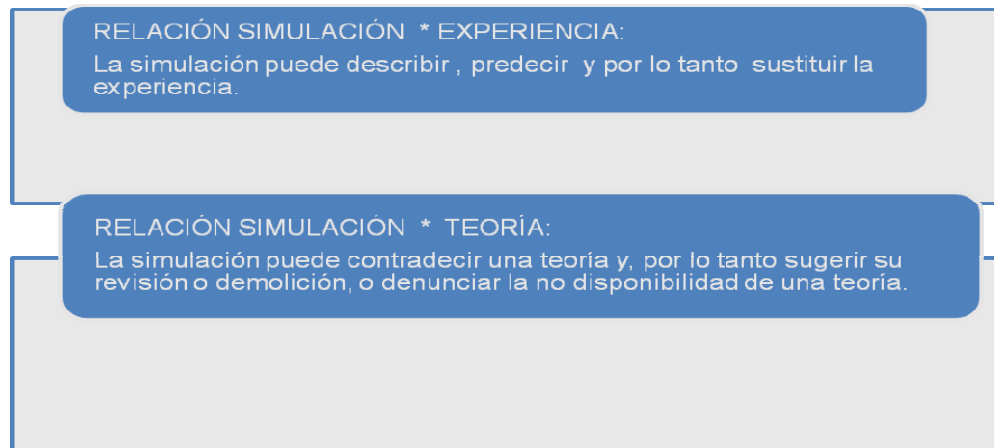 RELACIÓN SIMULACIÓN * EXPERIENCIA:
La simulación puede describir , predecir y por lo tanto sustituir la
experiencia.
RELACIÓN SIMULACIÓN * TEORÍA:
La simulación puede contradecir una teoría y, por lo tanto sugerir su
revisión o demolición, o denunciar la no disponibilidad de una teoría.